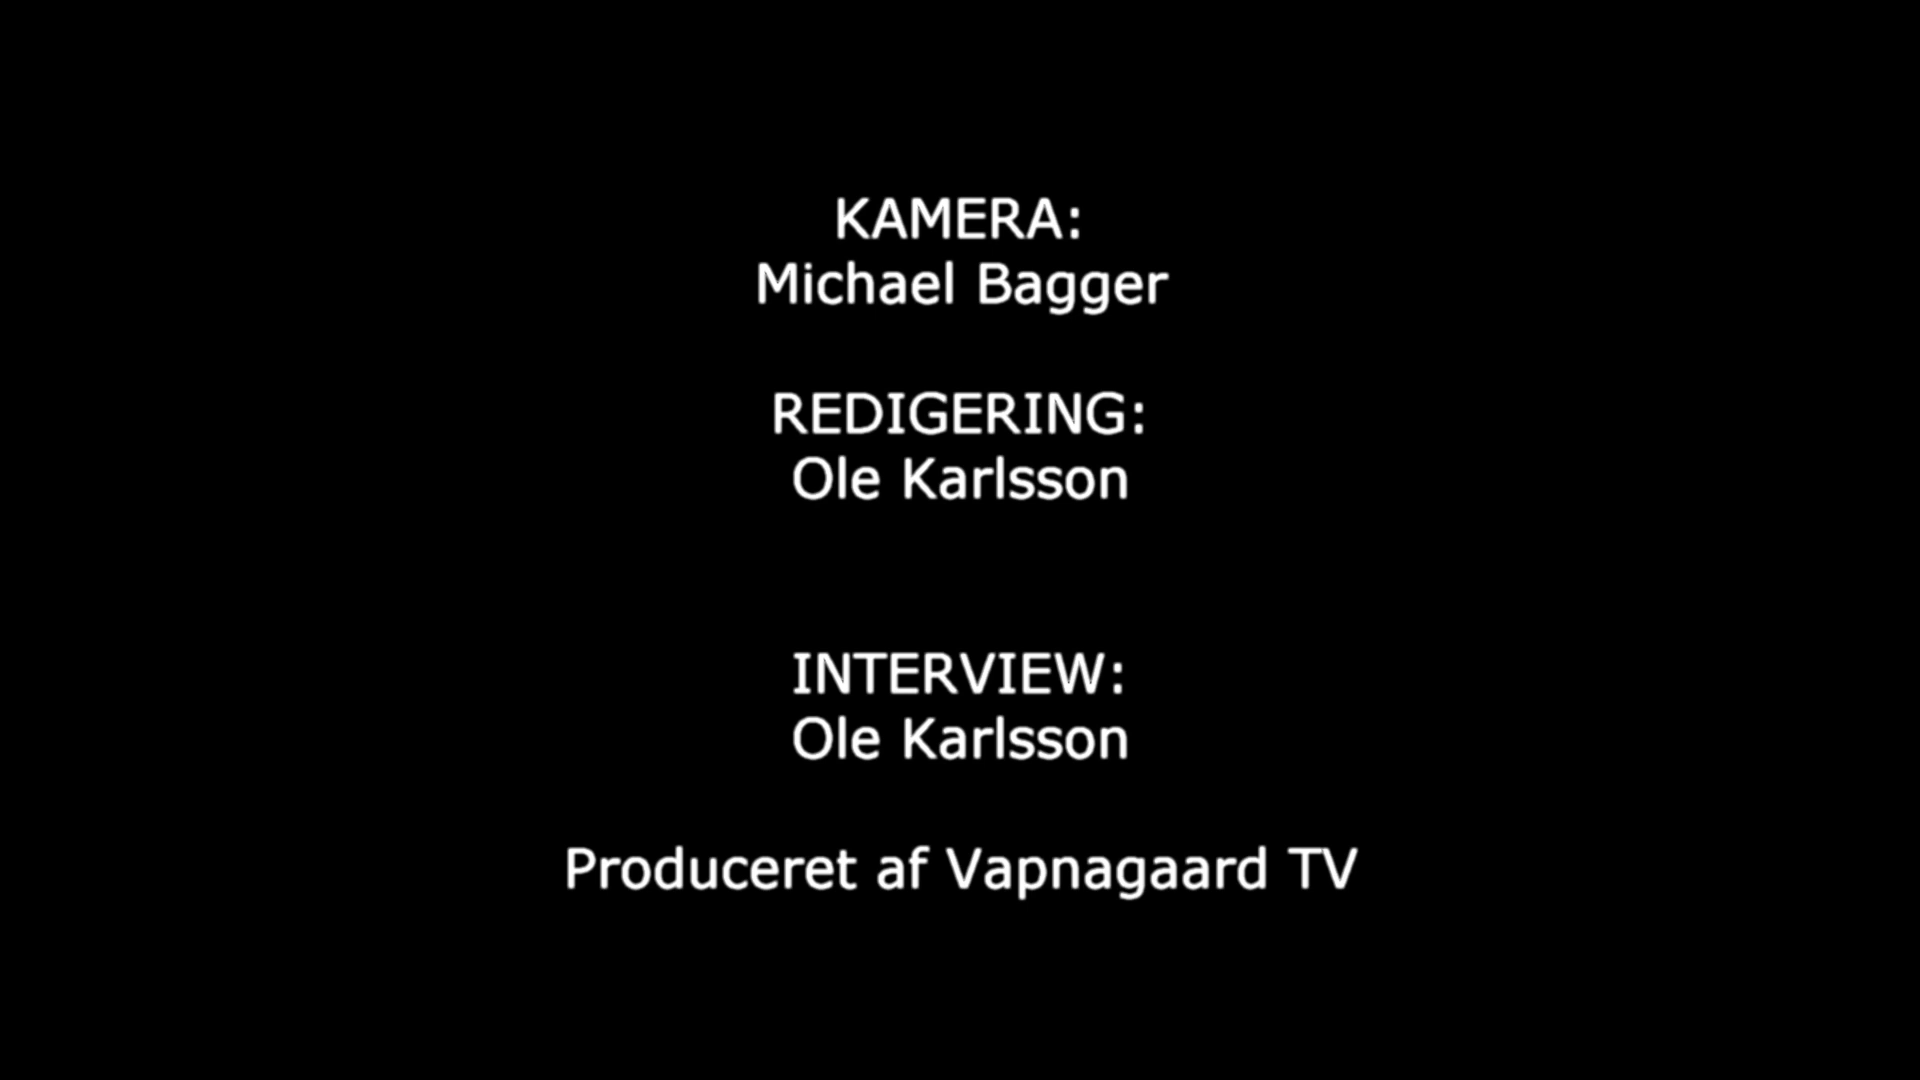 KAMERA:
Michael Bagger
REDIGERING:
Ole Karlsson
INTERVIEW:
Ole Karlsson
Produceret af Vapnagaard TV